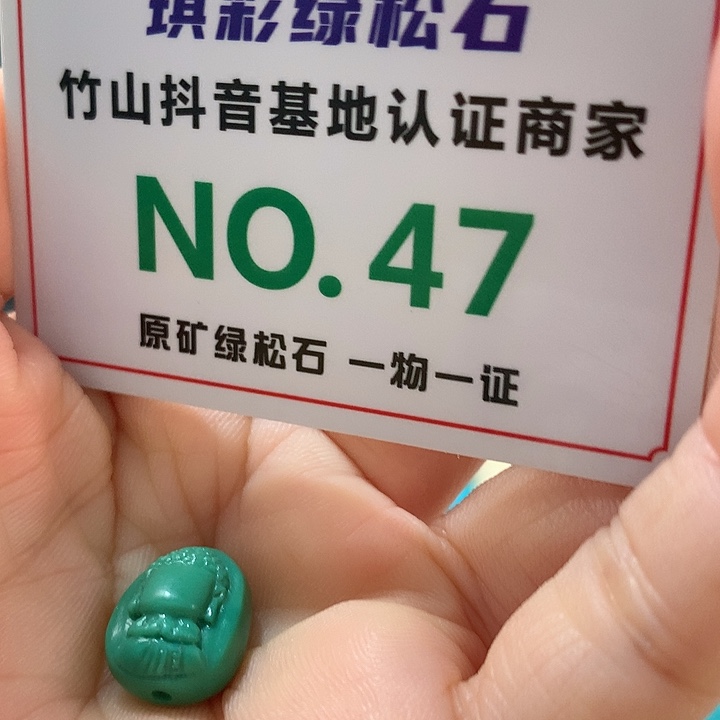 琪彩绿松石
竹山抖音基地认证商家
NO.47
原矿绿松石 一物一证